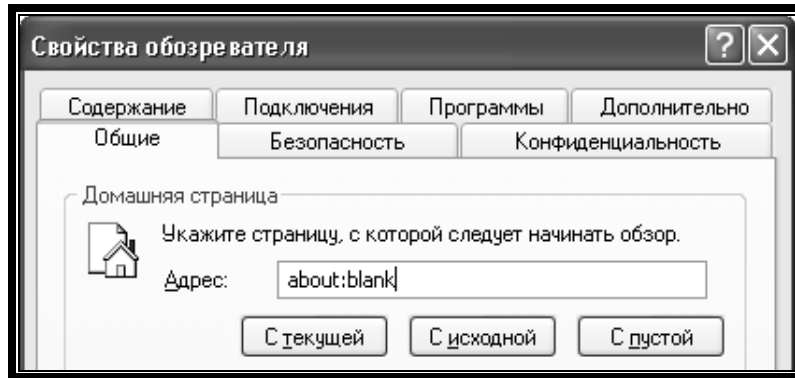 Свойства обозревателя
Содержание Подключения Программы Дополнительно
Общие Безопасность Конфиденциальность
Домашняя страница
Укажите страницу, с которой следует начинать обзор.
Адрес: about:blank
С текущей С исходной С пустой